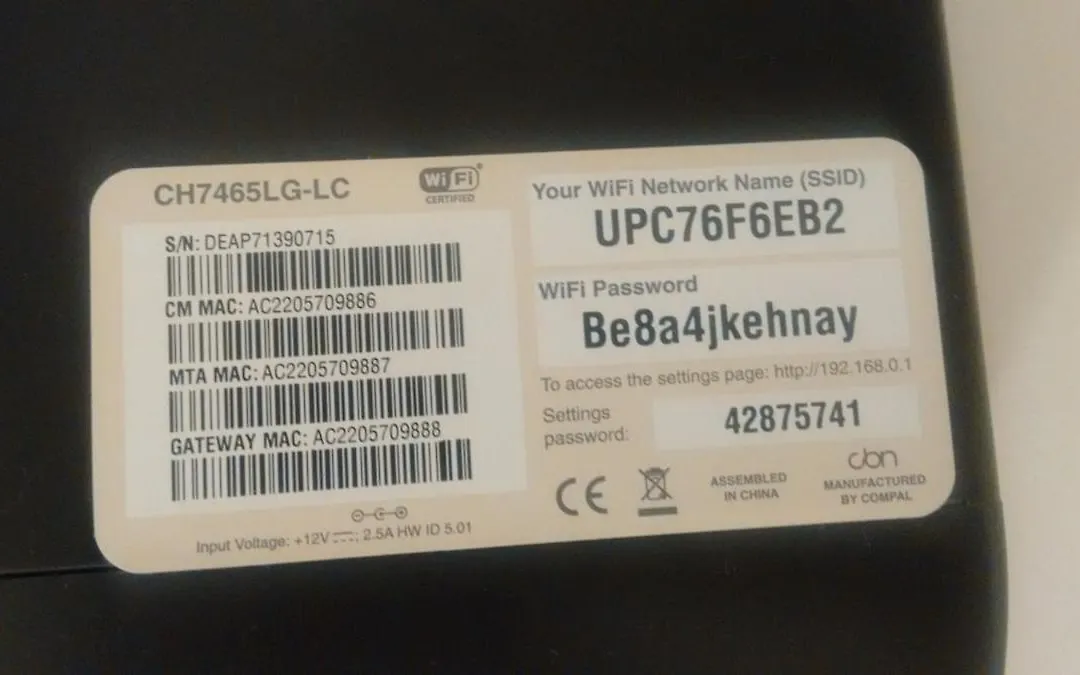 CH7465LG-LC
WiFi
CERTIFIED
S/N: DEAP71390715
CM MAC: AC2205709886
MTA MAC: AC2205709887
GATEWAY MAC: AC2205709888
Input Voltage: +12V⎓; 2.5A HW ID 5.01
Your WiFi Network Name (SSID)
UPC76F6EB2
WiFi Password
Be8a4jkehnay
To access the settings page: http://192.168.0.1
Settings
password:
42875741
CE
ASSEMBLED
IN CHINA
cbn
MANUFACTURED
BY COMPAL